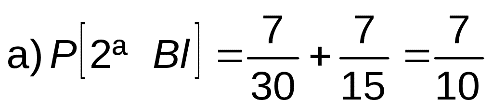 a) P[2ª Bl] = 7/30 + 7/15 = 7/10